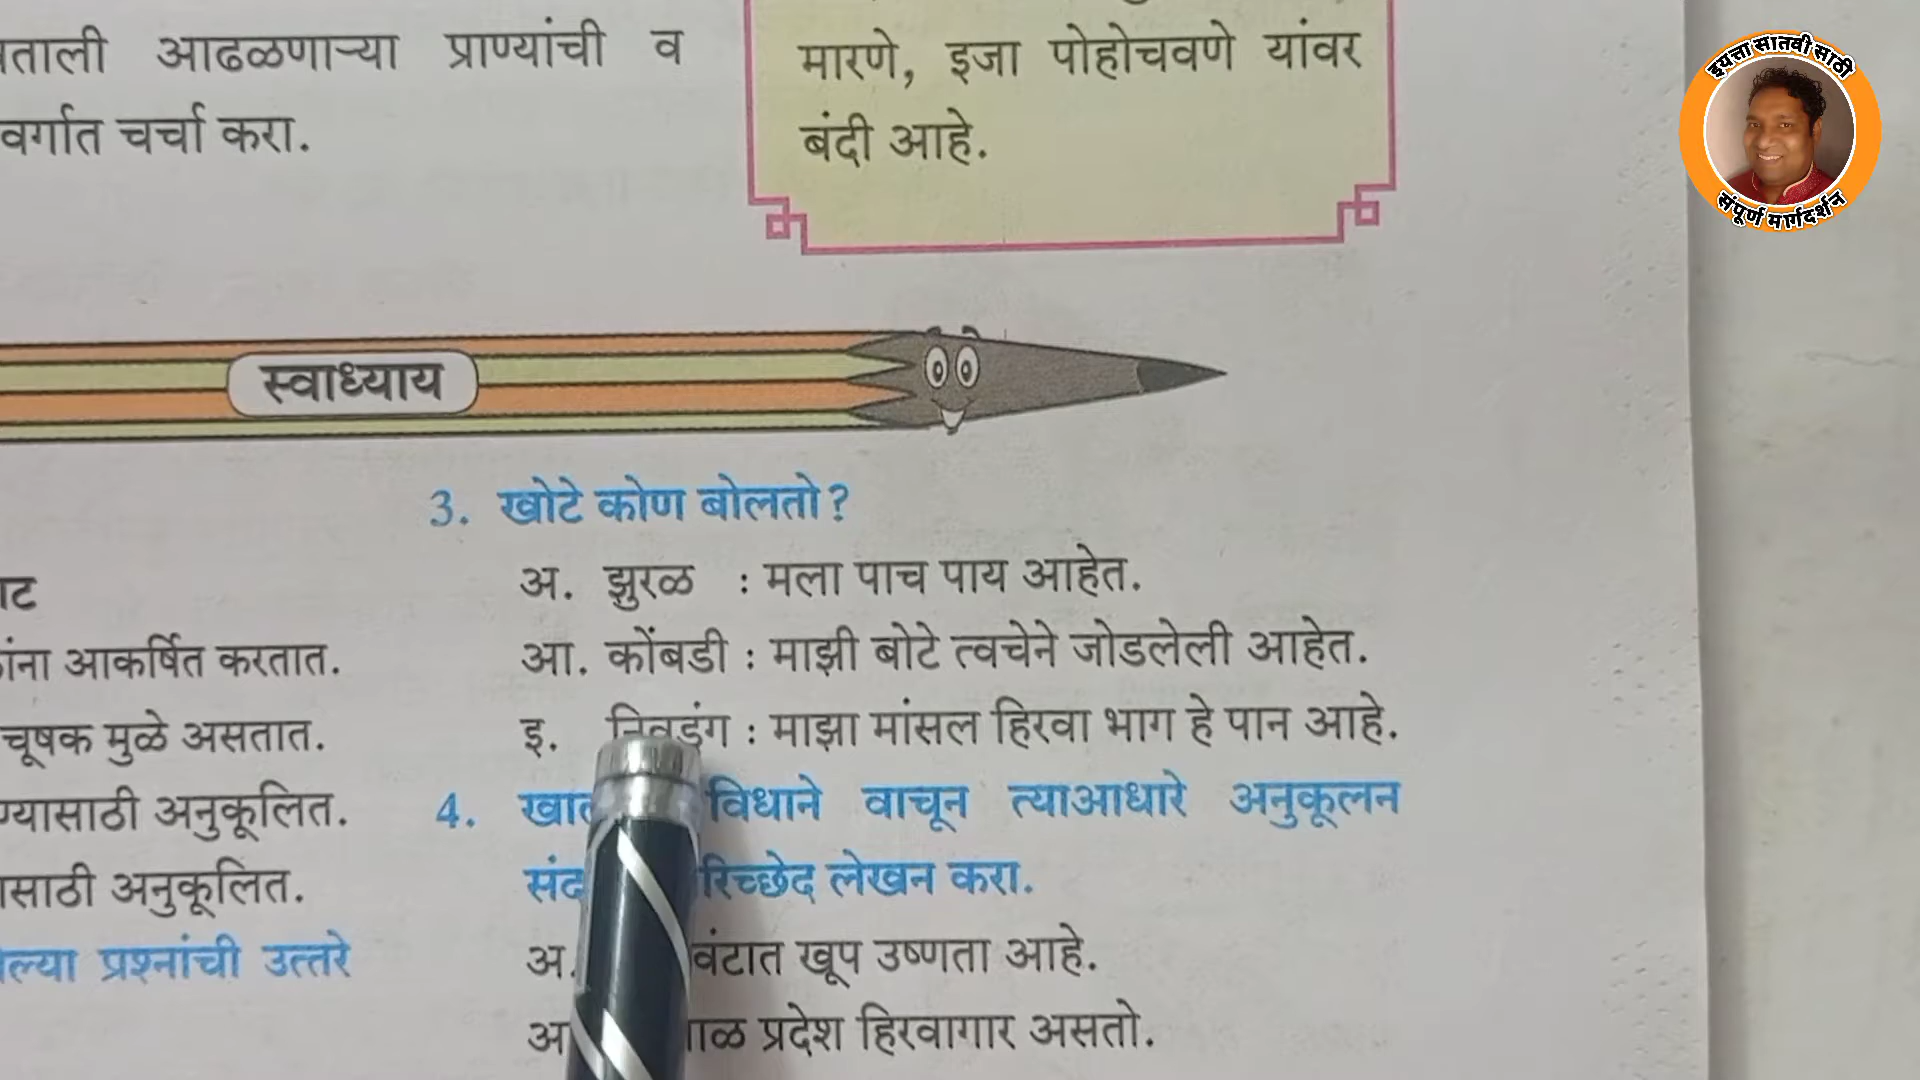 आढळणाऱ्या प्राण्यांची व
वर्गात चर्चा करा.
मारणे, इजा पोहोचवणे यांवर
बंदी आहे.
इयत्ता सातवी साठी
संपूर्ण मार्गदर्शन
स्वाध्याय
आकर्षित करतात.
चूषक मुळे असतात.
अनुकूलित.
अनुकूलित.
प्रश्नांची उत्तरे
3. खोटे कोण बोलतो?
अ. झुरळ : मला पाच पाय आहेत.
आ. कोंबडी : माझी बोटे त्वचेने जोडलेली आहेत.
इ. निवडुंग : माझा मांसल हिरवा भाग हे पान आहे.
4. विधाने वाचून त्याआधारे अनुकूलन
लेखन करा.
अ. खूप उष्णता आहे.
प्रदेश हिरवागार असतो.